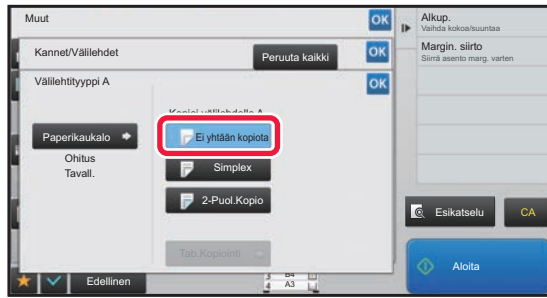 Muut
OK
Kannet/Välilehdet
Peruuta kaikki
OK
Välilehtityyppi A
OK
Kopioi välilehdelle A
Paperikaukalo
Ohitus
Tavall.
Ei yhtään kopiota
Simplex
2-Puol.Kopio
Tab.Kopiointi
Edellinen
B4
4 A3
Alkup.
Vaihda kokoa/suuntaa
Margin. siirto
Siirrä asento marg. varten
Esikatselu
CA
Aloita